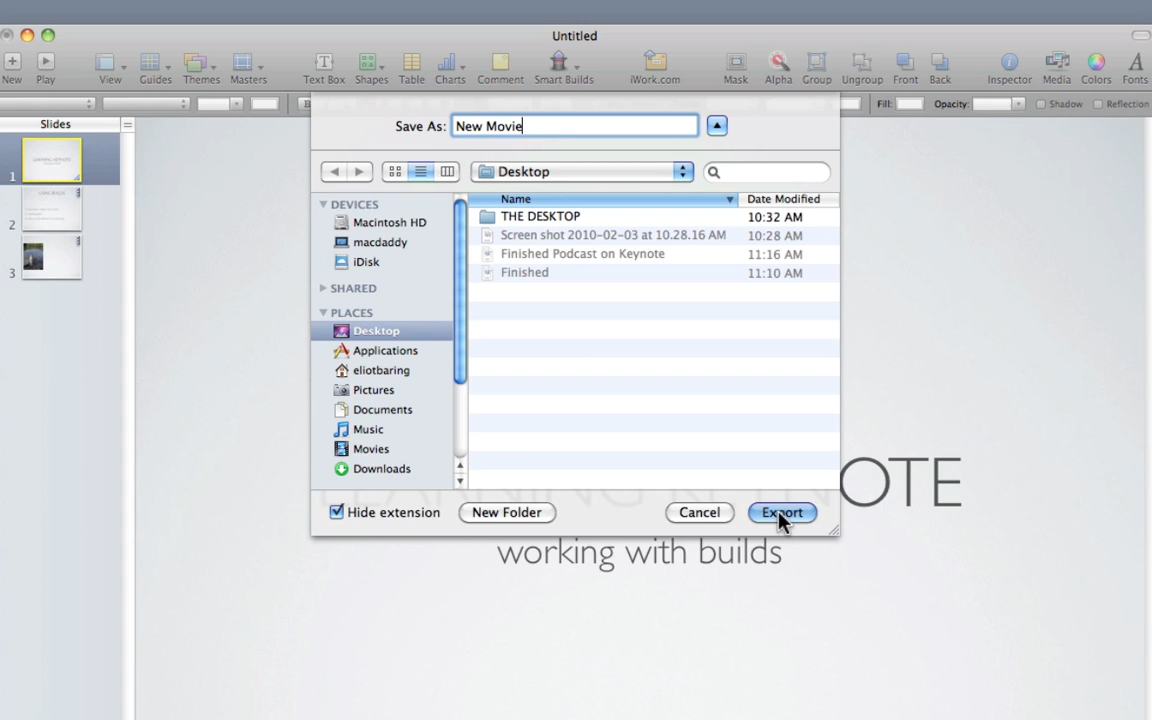 Untitled
New Play View Guides Themes Masters Text Box Shapes Table Charts Comment Smart Builds iWork.com Mask Alpha Group Ungroup Front Back Inspector Media Colors Fonts
B Fill: Opacity: Shadow Reflection
Slides
Save As: New Movie
Desktop
Name Date Modified
DEVICES
Macintosh HD
macdaddy
iDisk
SHARED
PLACES
Desktop
Applications
eliotbaring
Pictures
Documents
Music
Movies
Downloads
THE DESKTOP 10:32 AM
Screen shot 2010-02-03 at 10.28.16 AM 10:28 AM
Finished Podcast on Keynote 11:16 AM
Finished 11:10 AM
Hide extension New Folder Cancel Export
1
2
3
LEARNING KEYNOTE
working with builds